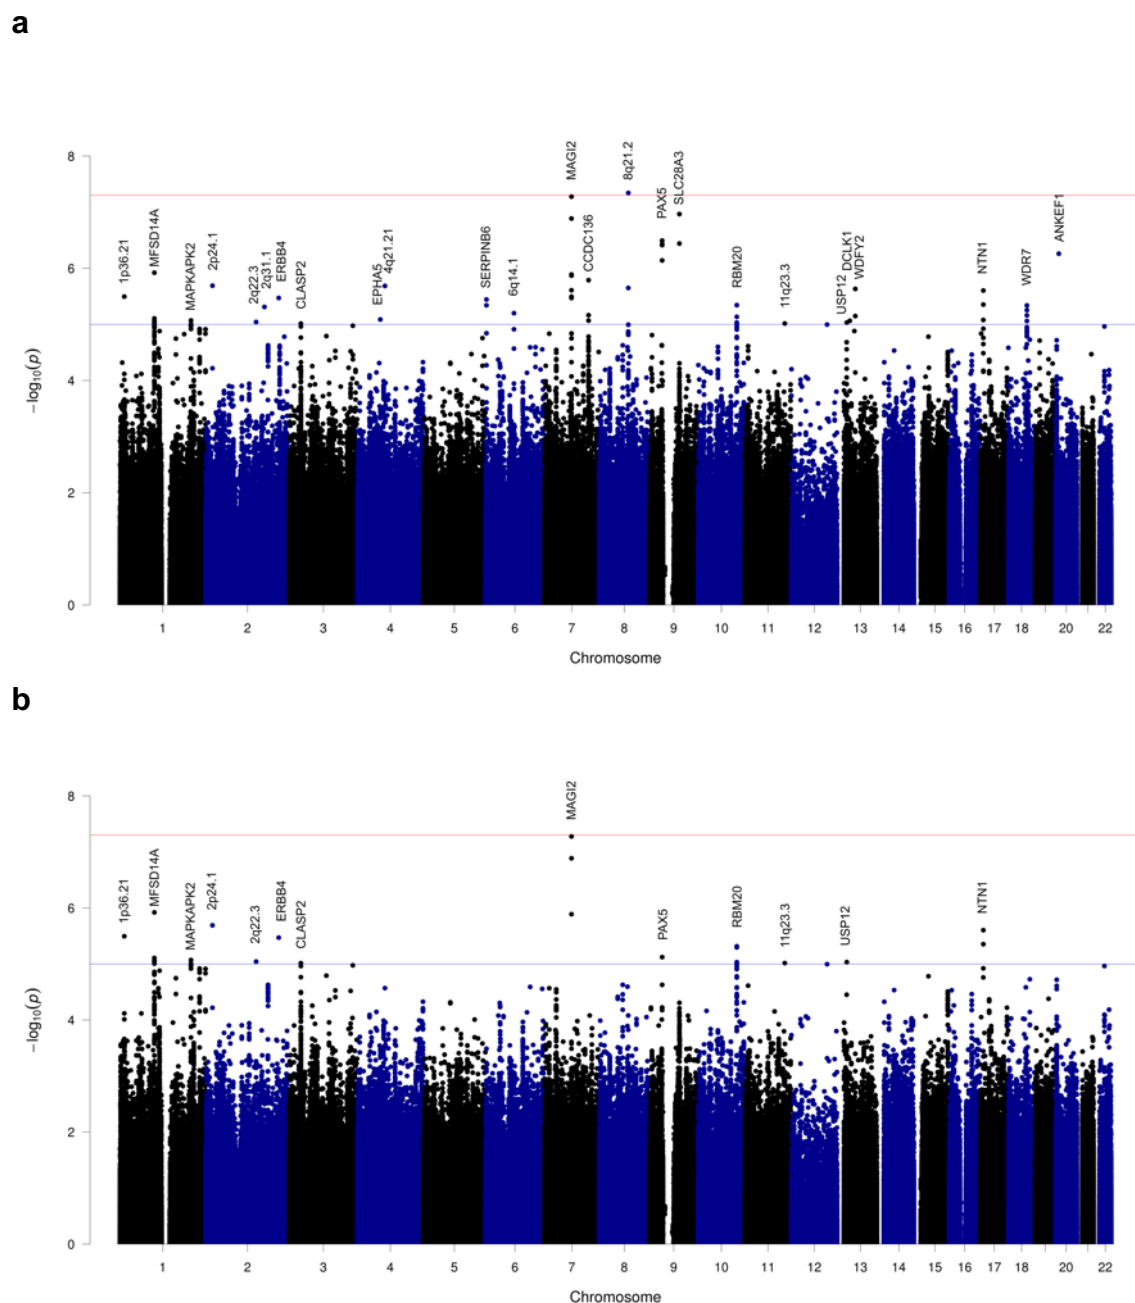 a
8
6
4
2
0
−log10(p)
1p36.21
MFSD14A
MAPKAPK2
2p24.1
2q22.3
2q31.1
ERBB4
CLASP2
EPHA5
4q21.21
SERPINB6
6q14.1
MAGI2
CCDC136
8q21.2
PAX5
SLC28A3
RBM20
11q23.3
USP12
DCLK1
WDFY2
NTN1
WDR7
ANKEF1
1 2 3 4 5 6 7 8 9 10 11 12 13 14 15 16 17 18 20 22
Chromosome
b
8
6
4
2
0
−log10(p)
1p36.21
MFSD14A
MAPKAPK2
2p24.1
2q22.3
ERBB4
CLASP2
MAGI2
PAX5
RBM20
11q23.3
USP12
NTN1
1 2 3 4 5 6 7 8 9 10 11 12 13 14 15 16 17 18 20 22
Chromosome